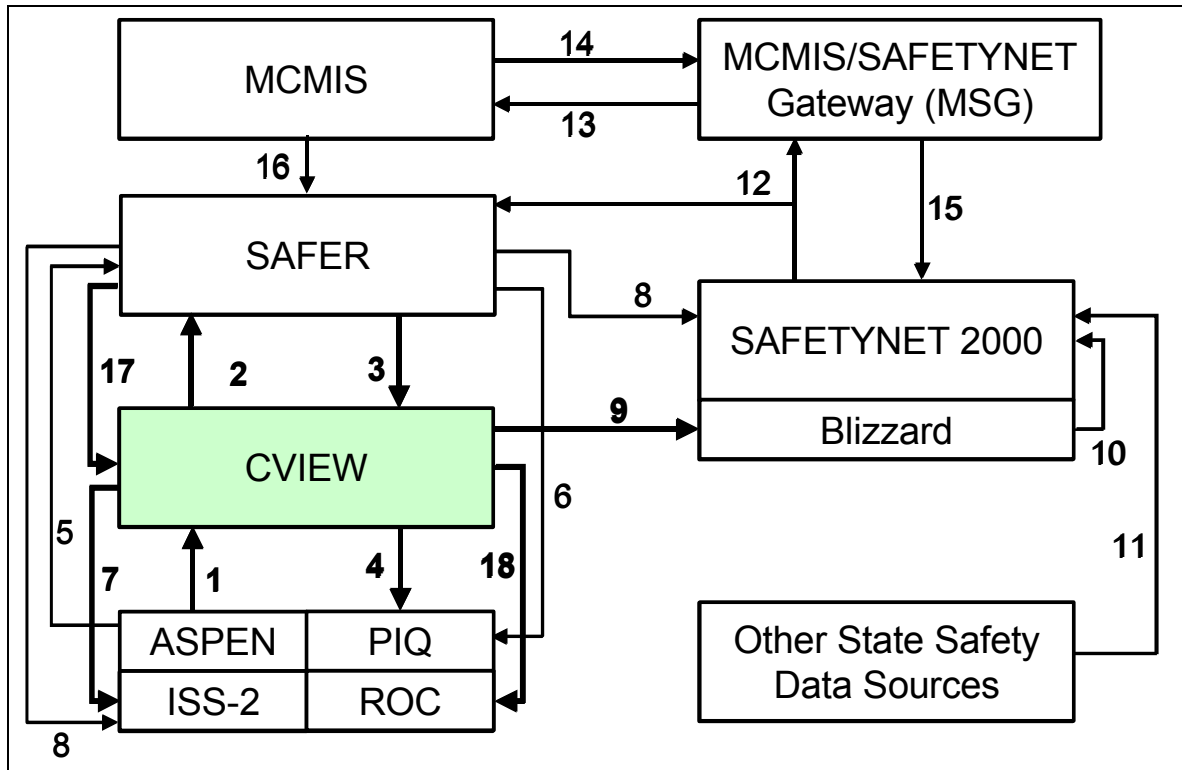 MCMIS
14
13
MCMIS/SAFETYNET
Gateway (MSG)
16
12
15
SAFER
8
SAFETYNET 2000
17
2
3
9
Blizzard
10
CVIEW
6
5
7
1
4
18
11
ASPEN
PIQ
ISS-2
ROC
8
Other State Safety
Data Sources